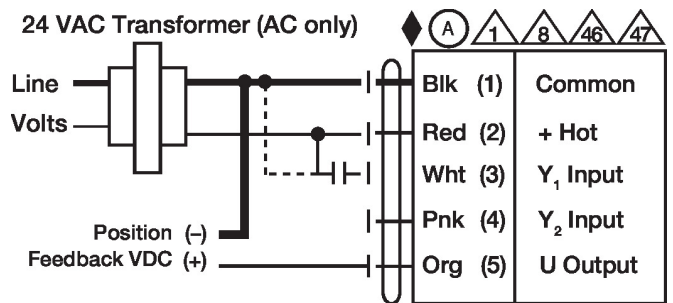 24 VAC Transformer (AC only)
A 1 8 46 47
Line
Volts
Blk (1) Common
Red (2) + Hot
Wht (3) Y1 Input
Pnk (4) Y2 Input
Org (5) U Output
Position (–)
Feedback VDC (+)